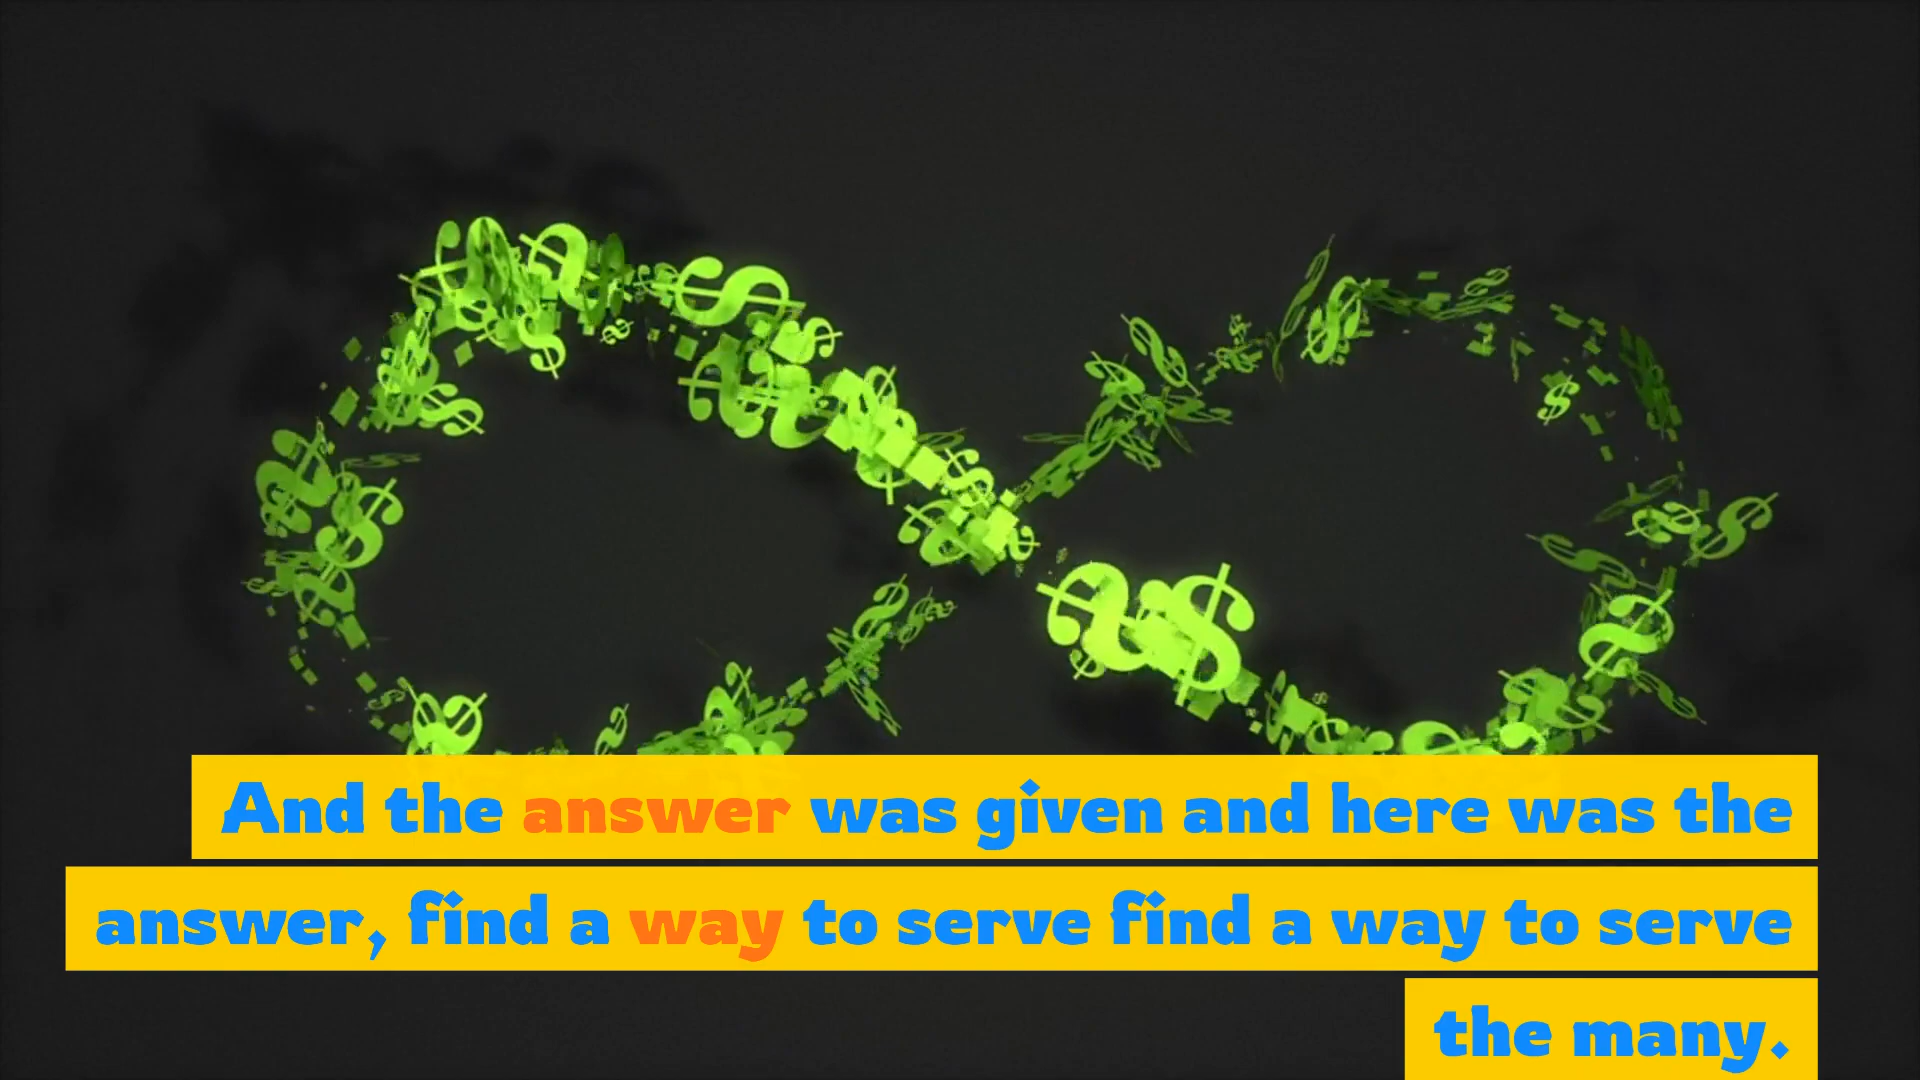 And the answer was given and here was the
answer, find a way to serve find a way to serve
the many.